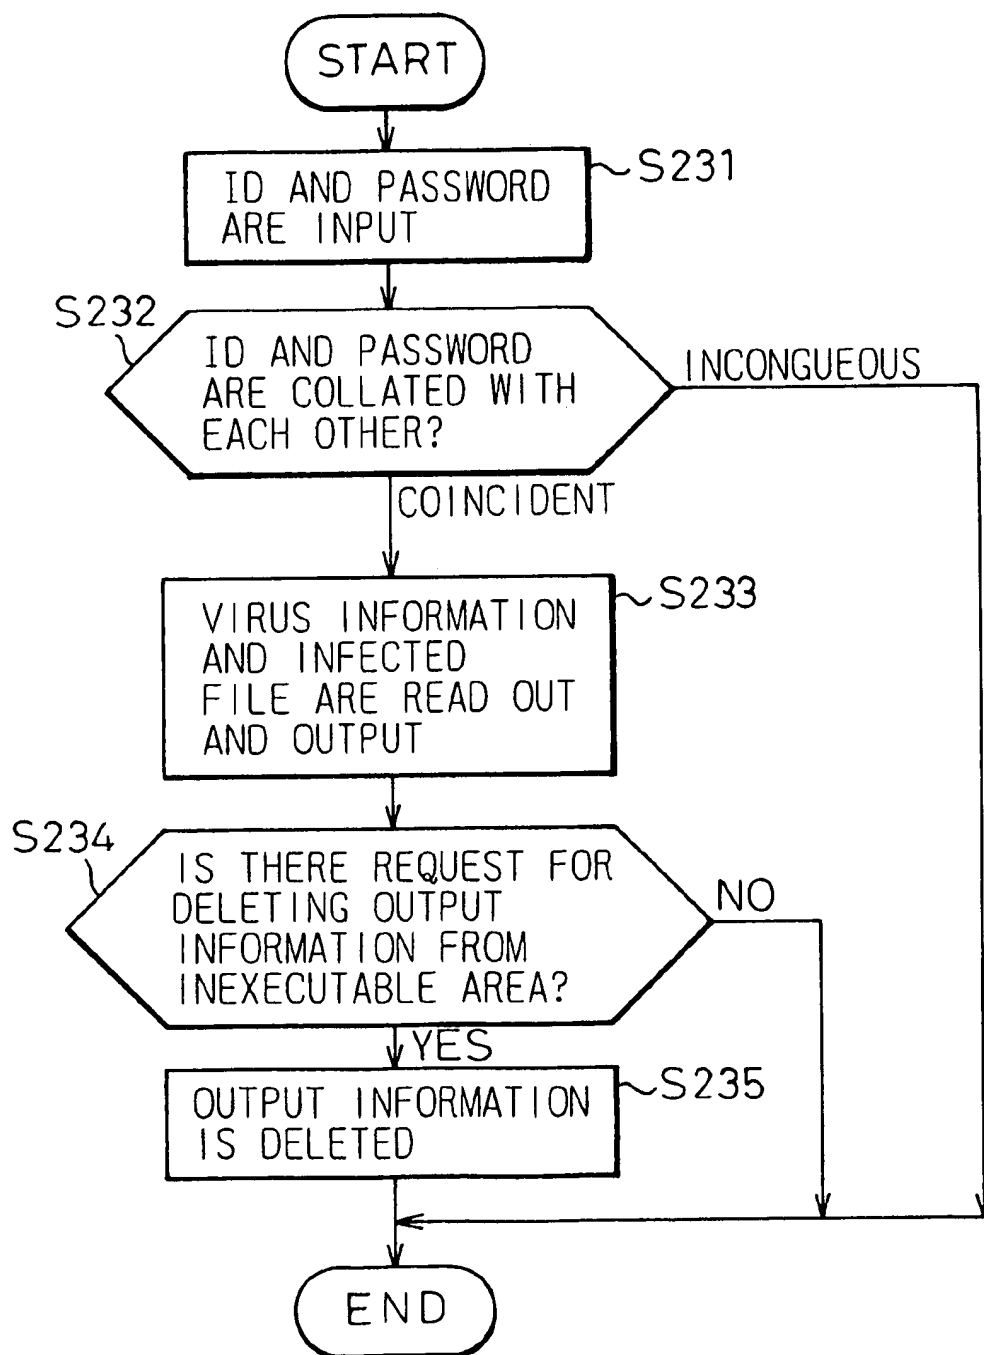 START
S231
ID AND PASSWORD
ARE INPUT
S232
ID AND PASSWORD
ARE COLLATED WITH
EACH OTHER?
INCONGUEOUS
COINCIDENT
S233
VIRUS INFORMATION
AND INFECTED
FILE ARE READ OUT
AND OUTPUT
S234
IS THERE REQUEST FOR
DELETING OUTPUT
INFORMATION FROM
INEXECUTABLE AREA?
NO
YES
S235
OUTPUT INFORMATION
IS DELETED
END